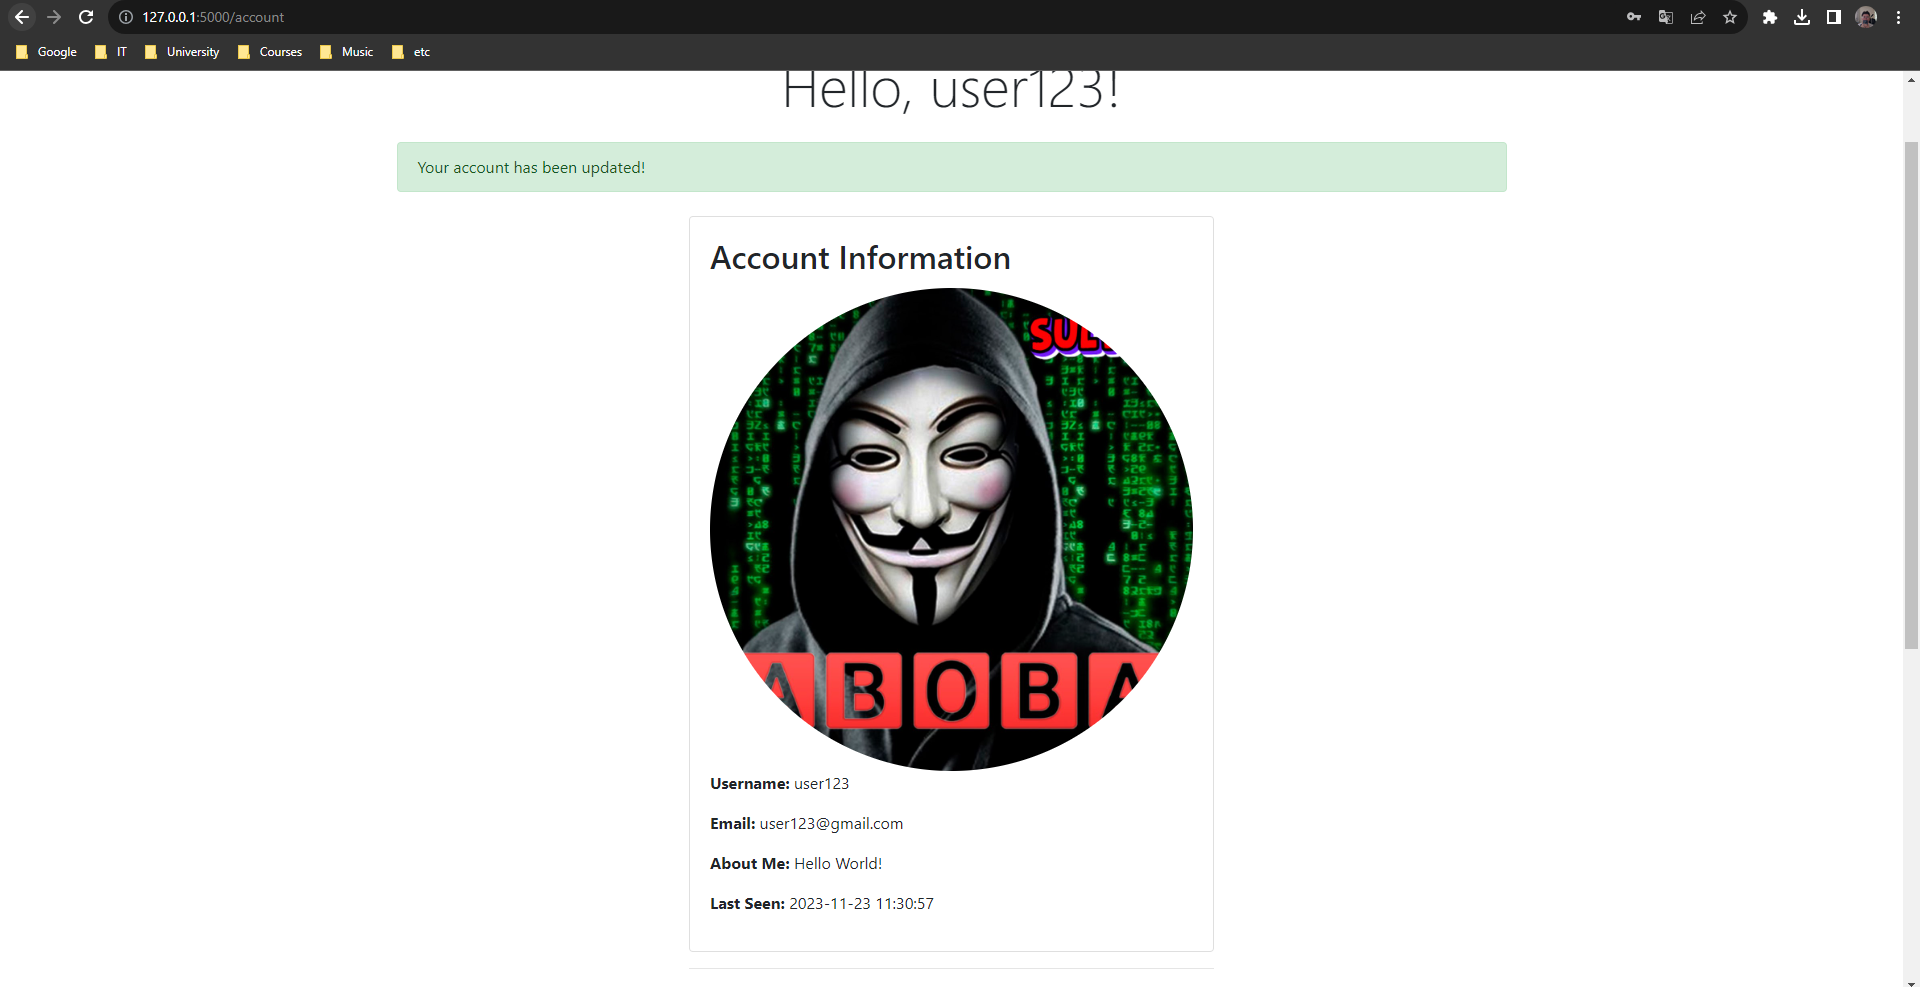 127.0.0.1:5000/account
Google IT University Courses Music etc
Hello, user123!
Your account has been updated!
Account Information
ABOBA
Username: user123
Email: user123@gmail.com
About Me: Hello World!
Last Seen: 2023-11-23 11:30:57